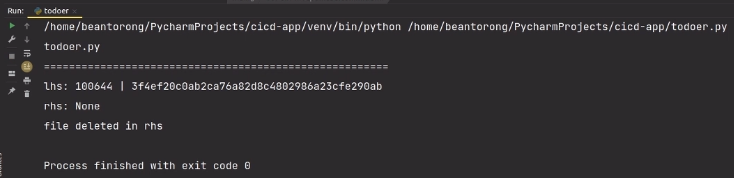 Run: todoer
/home/beantorong/PycharmProjects/cicd-app/venv/bin/python /home/beantorong/PycharmProjects/cicd-app/todoer.py
todoer.py
=======================================================
lhs: 100644 | 3f4ef20c0ab2ca76a82d8c4802986a23cfe290ab
rhs: None
file deleted in rhs
Process finished with exit code 0